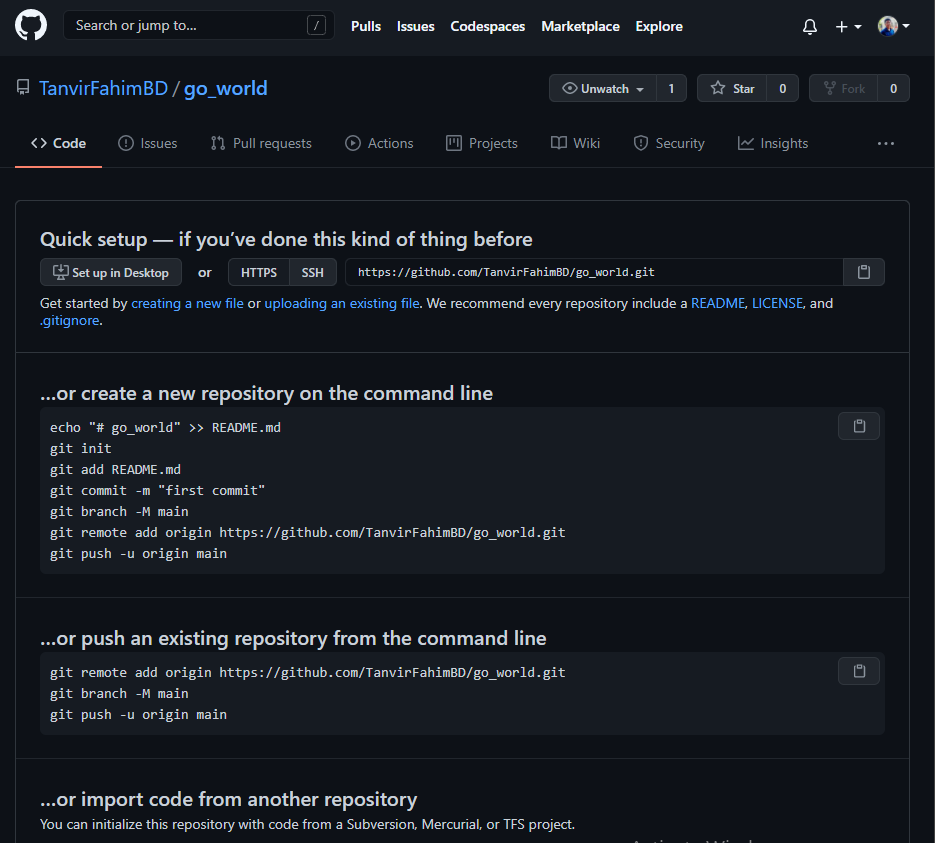 Search or jump to... / Pulls Issues Codespaces Marketplace Explore
TanvirFahimBD / go_world Unwatch 1 Star 0 Fork 0
Code Issues Pull requests Actions Projects Wiki Security Insights ...
Quick setup — if you’ve done this kind of thing before
Set up in Desktop or HTTPS SSH https://github.com/TanvirFahimBD/go_world.git
Get started by creating a new file or uploading an existing file. We recommend every repository include a README, LICENSE, and
.gitignore.
...or create a new repository on the command line
echo "# go_world" >> README.md
git init
git add README.md
git commit -m "first commit"
git branch -M main
git remote add origin https://github.com/TanvirFahimBD/go_world.git
git push -u origin main
...or push an existing repository from the command line
git remote add origin https://github.com/TanvirFahimBD/go_world.git
git branch -M main
git push -u origin main
...or import code from another repository
You can initialize this repository with code from a Subversion, Mercurial, or TFS project.